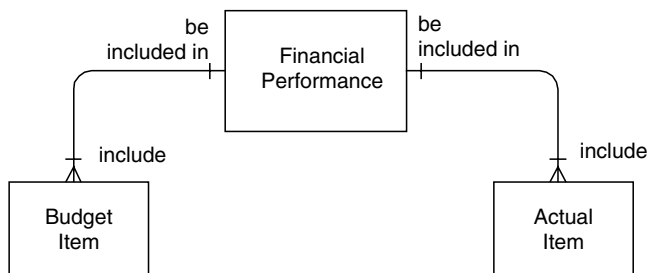 be
included in
Financial
Performance
be
included in
include
include
Budget
Item
Actual
Item